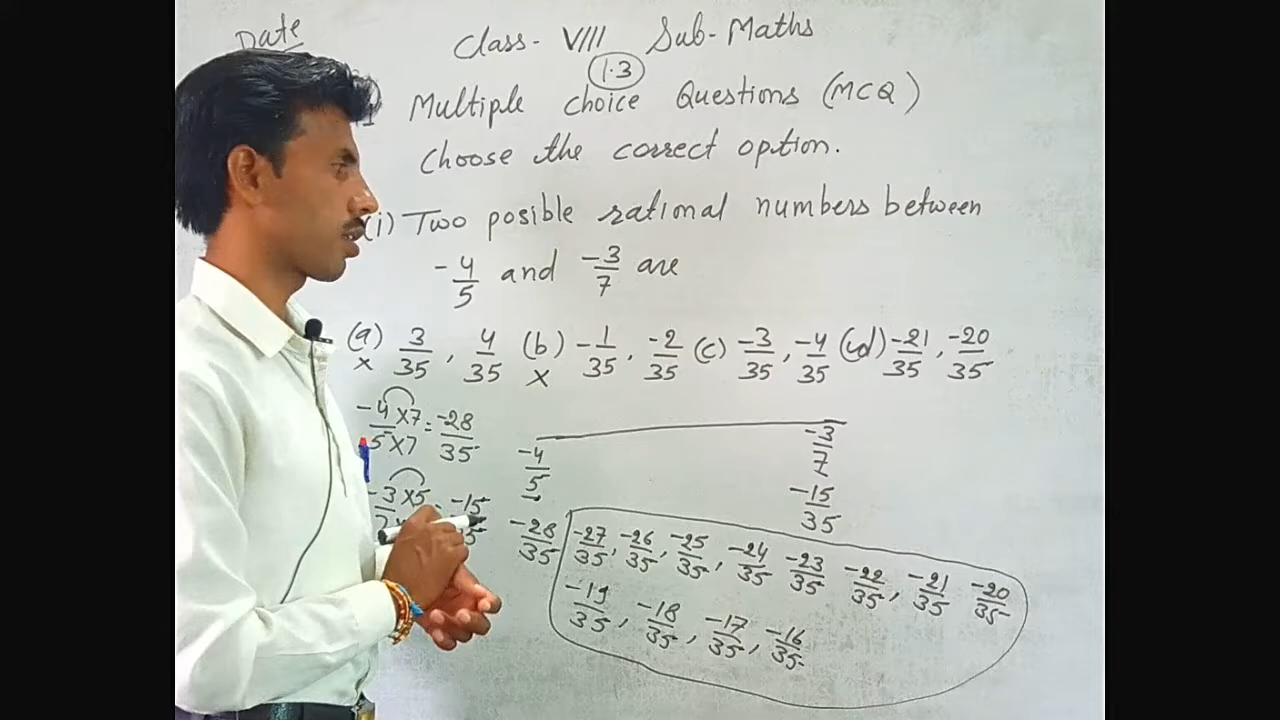 Date
Class- VIII Sub- Maths
1.3
Multiple choice Questions (MCQ)
Choose the correct option.
(i) Two posible rational numbers between
-4/5 and -3/7 are
(a) 3/35, 4/35 (b) -1/35, -2/35 (c) -3/35, -4/35 (d) -21/35, -20/35
x x
-4×7/5×7 = -28/35
-4/5 -3/7
-15/35
-28/35 -27/35, -26/35, -25/35, -24/35 -23/35 -22/35, -21/35 -20/35
-19/35, -18/35, -17/35, -16/35